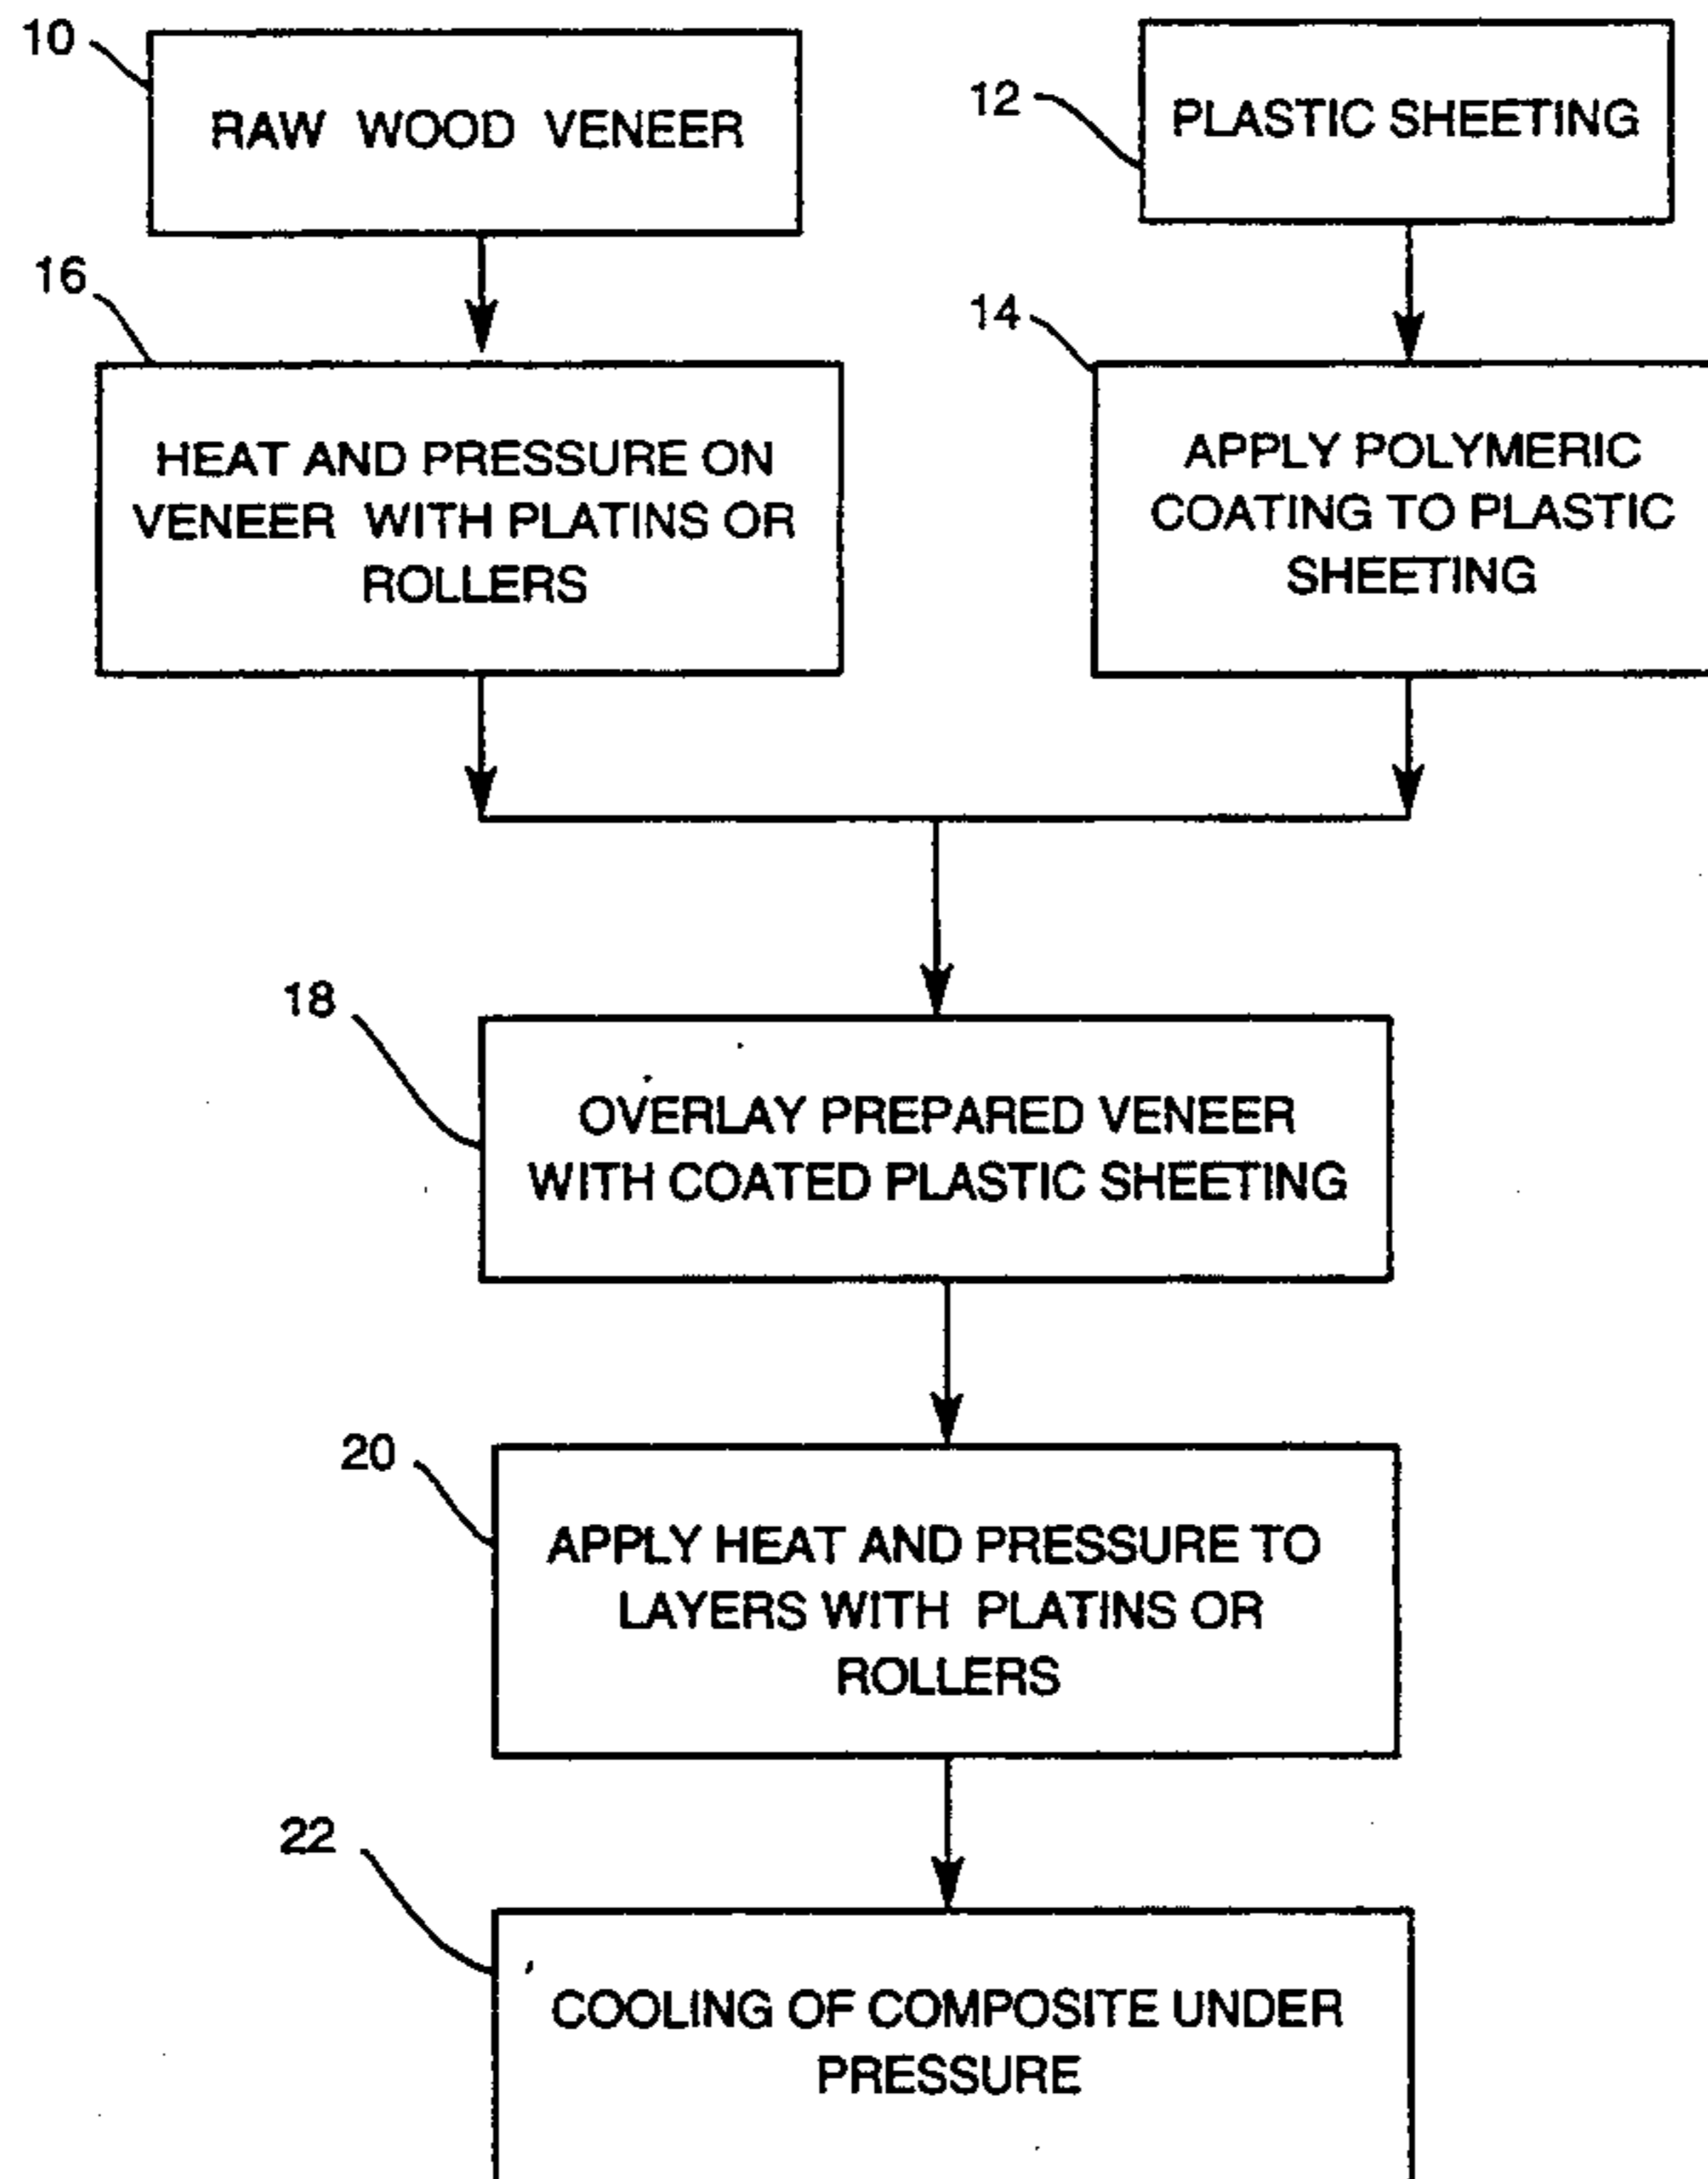 10
RAW WOOD VENEER
12
PLASTIC SHEETING
16
HEAT AND PRESSURE ON
VENEER WITH PLATINS OR
ROLLERS
14
APPLY POLYMERIC
COATING TO PLASTIC
SHEETING
18
OVERLAY PREPARED VENEER
WITH COATED PLASTIC SHEETING
20
APPLY HEAT AND PRESSURE TO
LAYERS WITH PLATINS OR
ROLLERS
22
COOLING OF COMPOSITE UNDER
PRESSURE